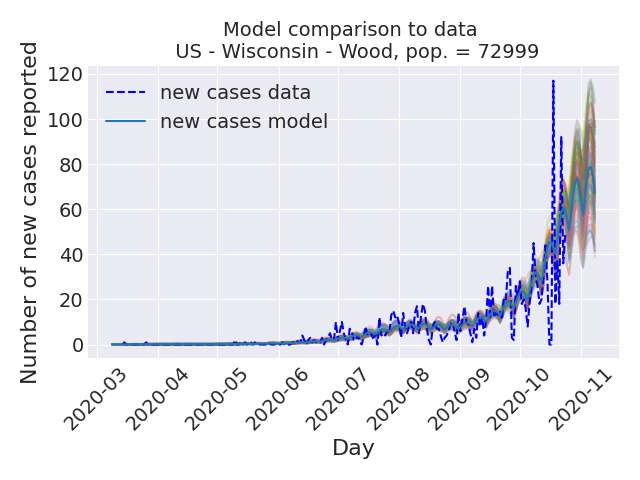 Model comparison to data
US - Wisconsin - Wood, pop. = 72999
Number of new cases reported
120
100
80
60
40
20
0
new cases data
new cases model
2020-03
2020-04
2020-05
2020-06
2020-07
2020-08
2020-09
2020-10
2020-11
Day